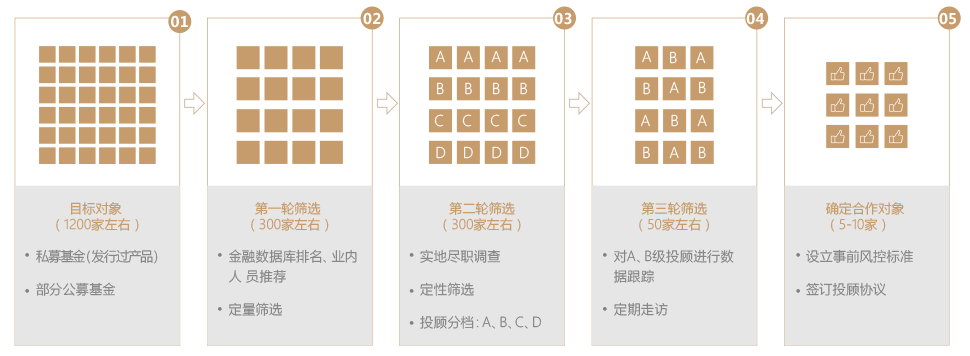 01
目标对象
（1200家左右）
• 私募基金(发行过产品)
• 部分公募基金
02
第一轮筛选
（300家左右）
• 金融数据库排名、业内
人 员推荐
• 定量筛选
03
A A A A
B B B B
C C C C
D D D D
第二轮筛选
（300家左右）
• 实地尽职调查
• 定性筛选
• 投顾分档：A、B、C、D
04
A B A
B A B
A B A
B A B
第三轮筛选
（50家左右）
• 对A、B级投顾进行数
据跟踪
• 定期走访
05
确定合作对象
（5-10家）
• 设立事前风控标准
• 签订投顾协议